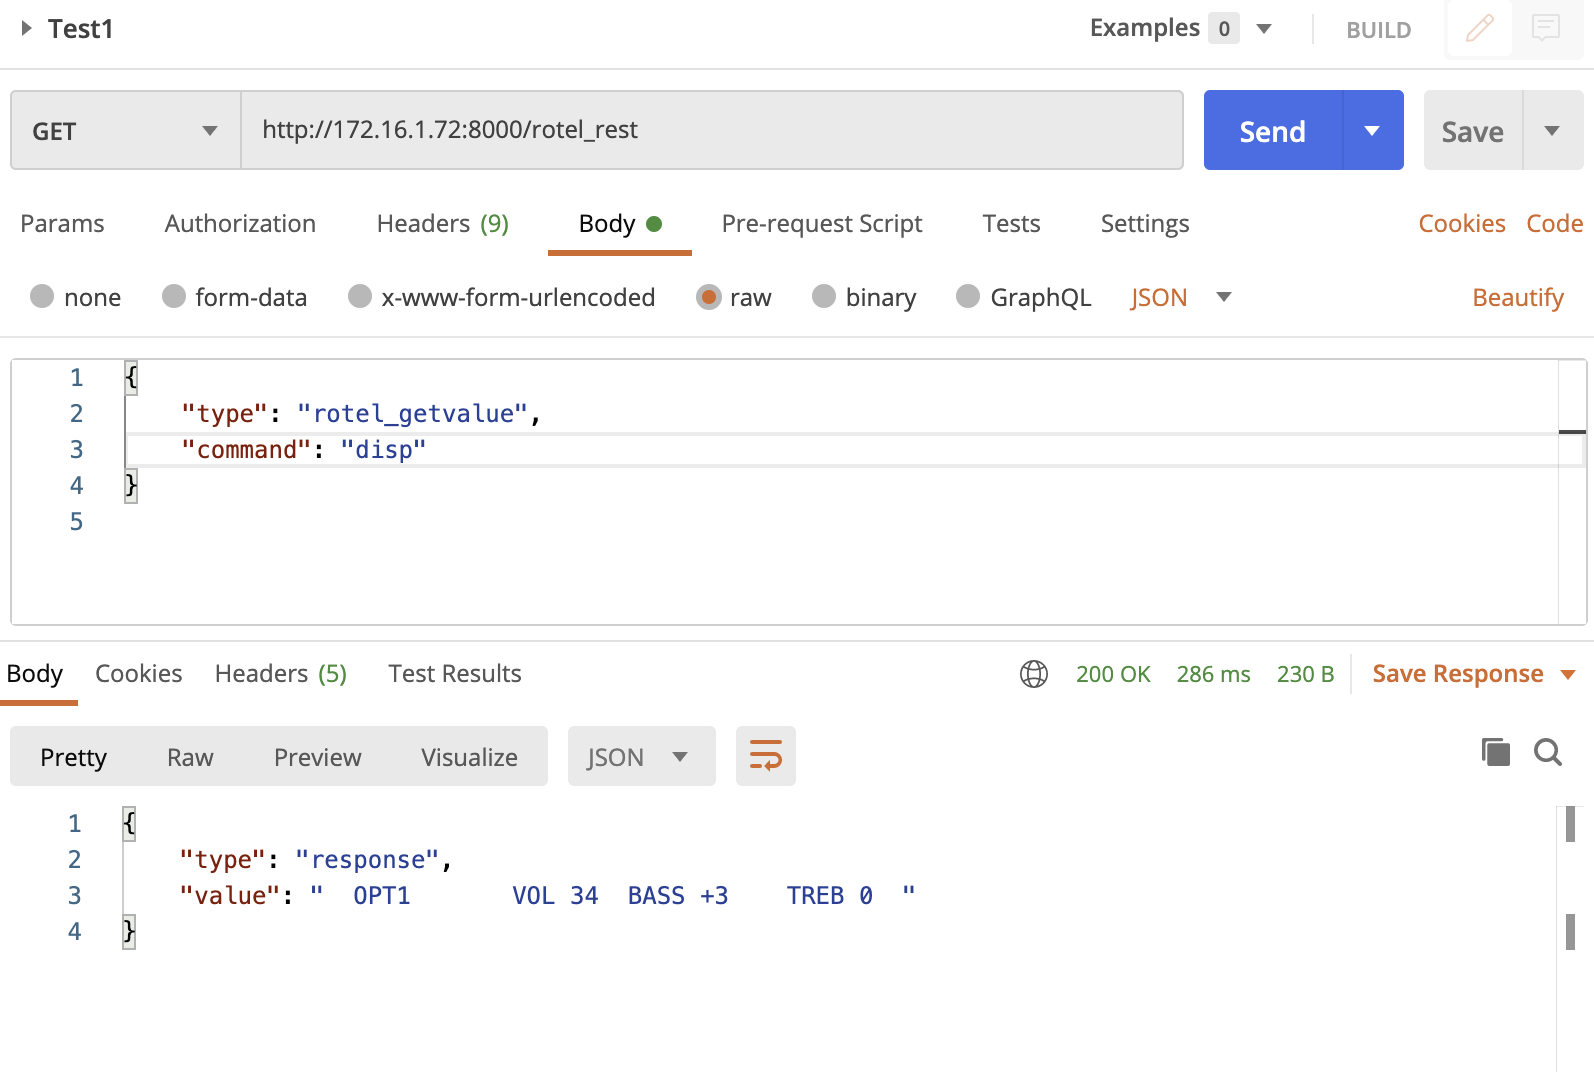 Test1 Examples 0 BUILD
GET http://172.16.1.72:8000/rotel_rest Send Save
Params Authorization Headers (9) Body Pre-request Script Tests Settings Cookies Code
none form-data x-www-form-urlencoded raw binary GraphQL JSON Beautify
1 {
2 "type": "rotel_getvalue",
3 "command": "disp"
4 }
5
Body Cookies Headers (5) Test Results 200 OK 286 ms 230 B Save Response
Pretty Raw Preview Visualize JSON
1 {
2 "type": "response",
3 "value": "  OPT1       VOL 34  BASS +3    TREB 0  "
4 }